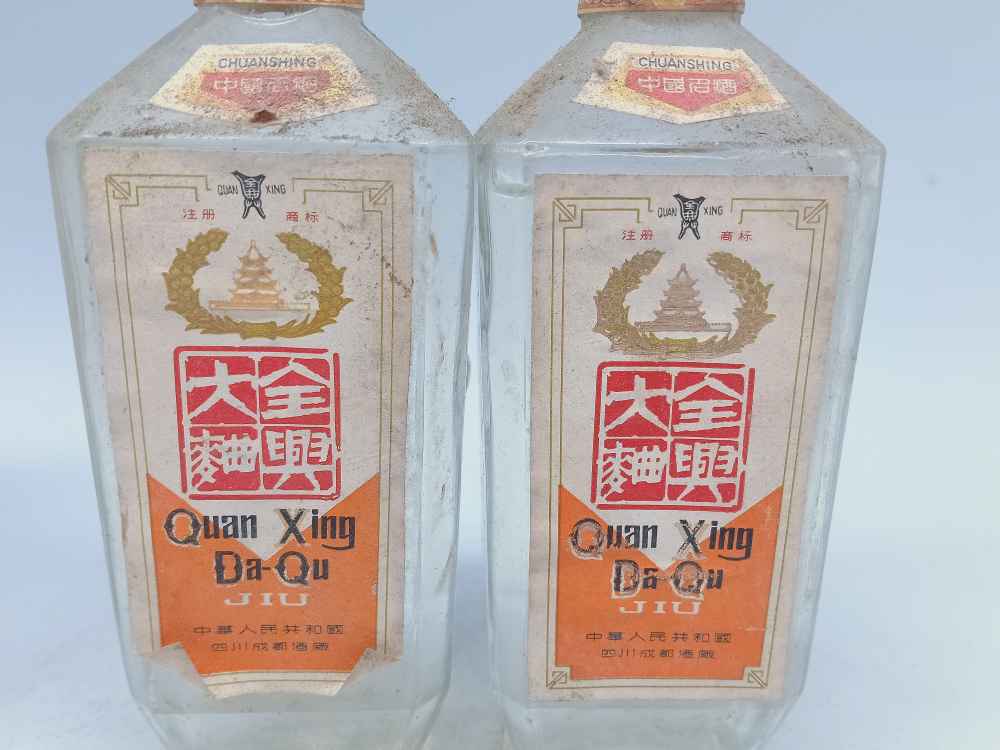 CHUANSHING
中國名酒
QUAN XING
注册 商标
全興
大麯
Quan Xing
Da-Qu
JIU
中華人民共和國
四川成都酒廠
CHUANSHING
中國名酒
QUAN XING
注册 商标
全興
大麯
Quan Xing
Da-Qu
JIU
中華人民共和國
四川成都酒廠